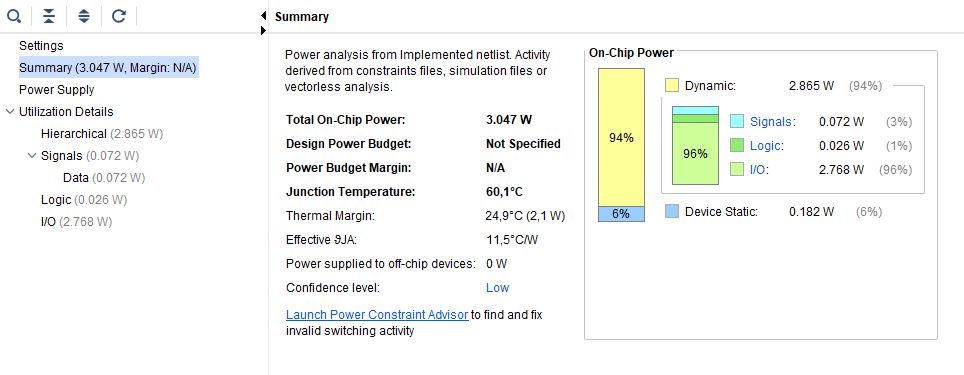 Settings
Summary (3.047 W, Margin: N/A)
Power Supply
Utilization Details
Hierarchical (2.865 W)
Signals (0.072 W)
Data (0.072 W)
Logic (0.026 W)
I/O (2.768 W)
Summary
Power analysis from Implemented netlist. Activity
derived from constraints files, simulation files or
vectorless analysis.
Total On-Chip Power: 3.047 W
Design Power Budget: Not Specified
Power Budget Margin: N/A
Junction Temperature: 60,1°C
Thermal Margin: 24,9°C (2,1 W)
Effective ϑJA: 11,5°C/W
Power supplied to off-chip devices: 0 W
Confidence level: Low
Launch Power Constraint Advisor to find and fix
invalid switching activity
On-Chip Power
94%
6%
Dynamic: 2.865 W (94%)
96%
Signals: 0.072 W (3%)
Logic: 0.026 W (1%)
I/O: 2.768 W (96%)
Device Static: 0.182 W (6%)